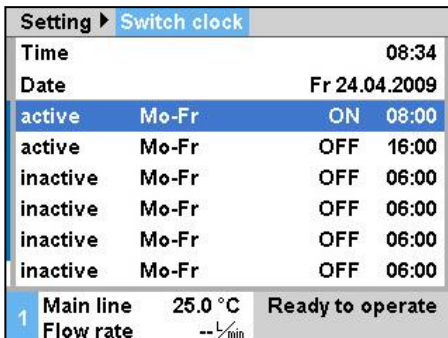 Setting ▶ Switch clock
Time 08:34
Date Fr 24.04.2009
active Mo-Fr ON 08:00
active Mo-Fr OFF 16:00
inactive Mo-Fr OFF 06:00
inactive Mo-Fr OFF 06:00
inactive Mo-Fr OFF 06:00
inactive Mo-Fr OFF 06:00
1 Main line 25.0 °C Ready to operate
Flow rate -- L/min